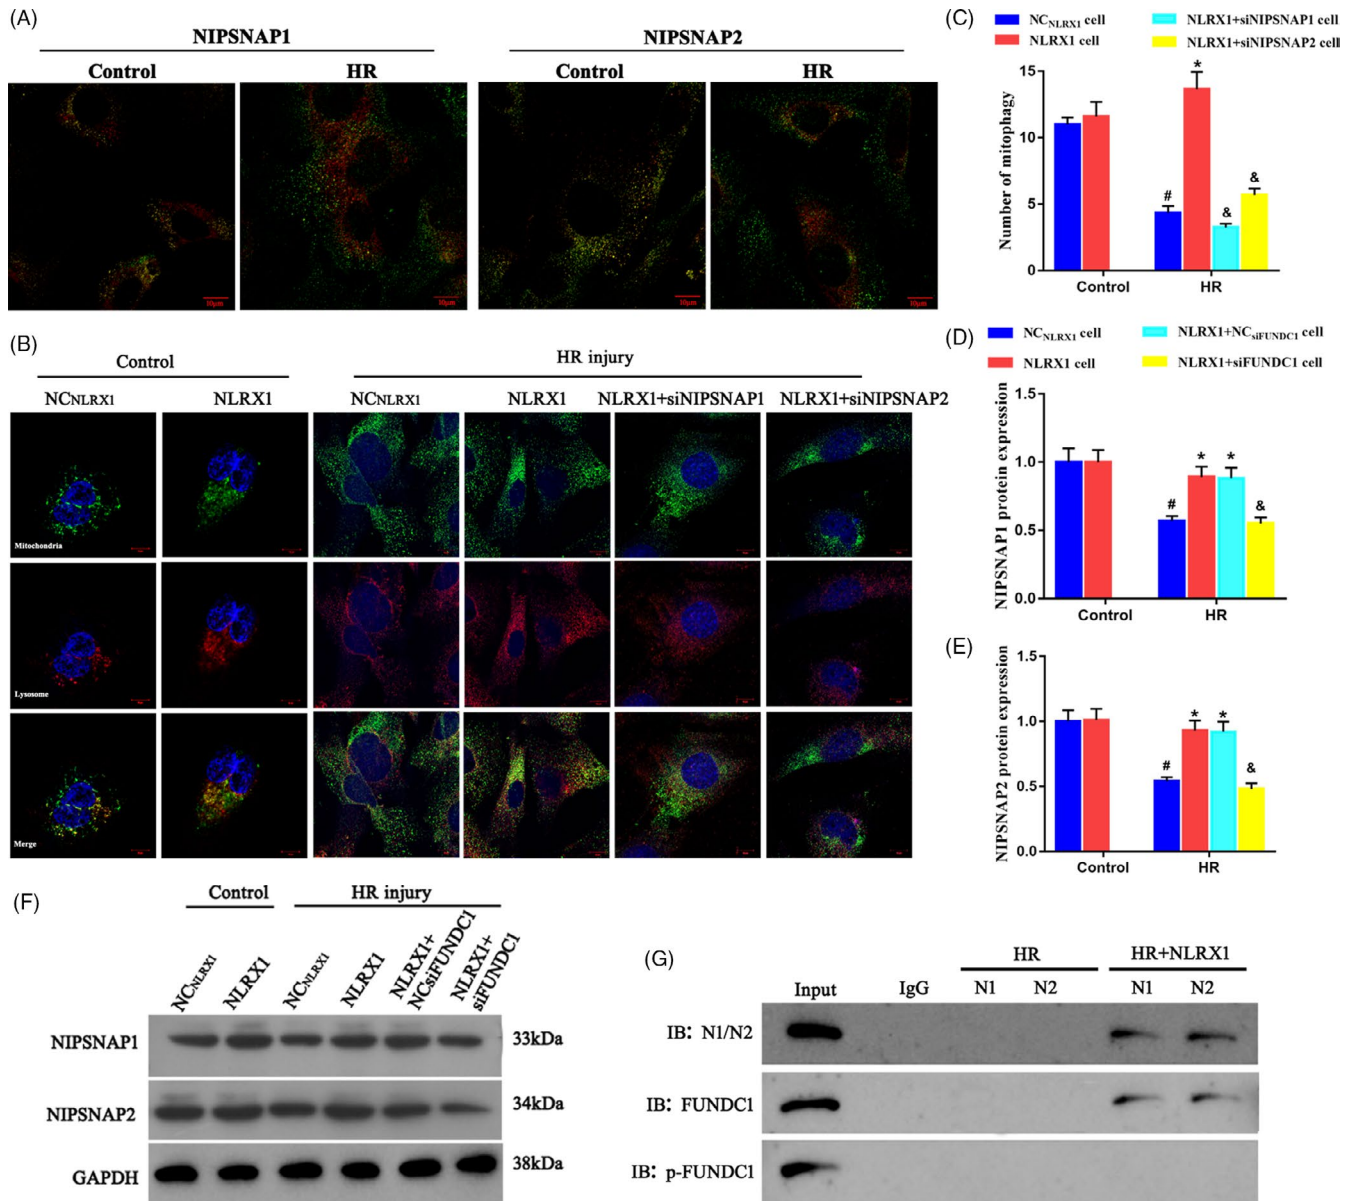 (A)
NIPSNAP1
NIPSNAP2
Control
HR
Control
HR
10μm
10μm
10μm
10μm
(B)
Control
HR injury
NCNLRX1
NLRX1
NCNLRX1
NLRX1
NLRX1+siNIPSNAP1
NLRX1+siNIPSNAP2
Mitochondria
Lysosome
Merge
(C)
NCNLRX1 cell
NLRX1 cell
NLRX1+siNIPSNAP1 cell
NLRX1+siNIPSNAP2 cell
Number of mitophagy
15
10
5
0
#
*
&
&
Control
HR
(D)
NCNLRX1 cell
NLRX1 cell
NLRX1+NCsiFUNDC1 cell
NLRX1+siFUNDC1 cell
NIPSNAP1 protein expression
1.5
1.0
0.5
0.0
#
*
*
&
Control
HR
(E)
NIPSNAP2 protein expression
1.5
1.0
0.5
0.0
#
*
*
&
Control
HR
(F)
Control
HR injury
NCNLRX1
NLRX1
NCNLRX1
NLRX1
NLRX1+
NCsiFUNDC1
NLRX1+
siFUNDC1
NIPSNAP1
33kDa
NIPSNAP2
34kDa
GAPDH
38kDa
(G)
HR
HR+NLRX1
Input
IgG
N1
N2
N1
N2
IB: N1/N2
IB: FUNDC1
IB: p-FUNDC1